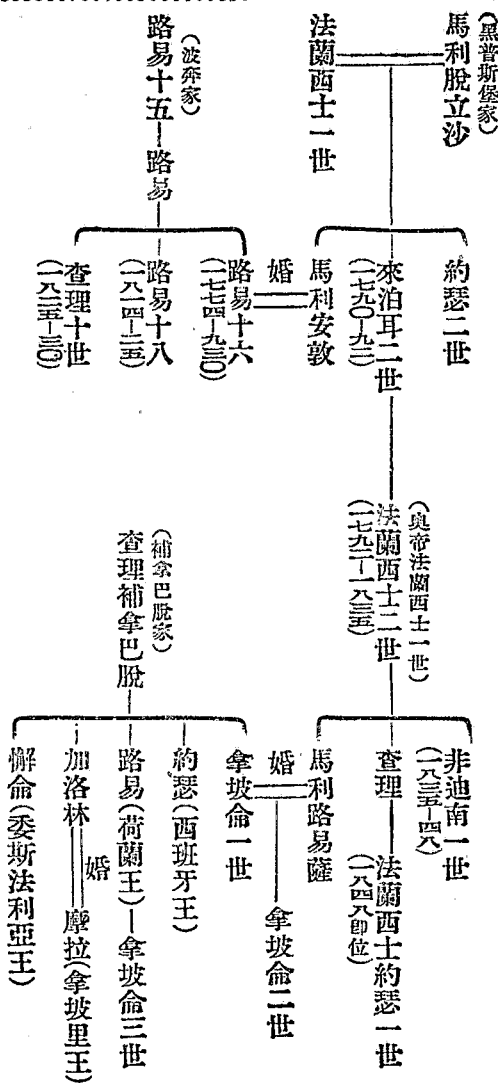 （黑普斯堡家）
馬利脫立沙
法蘭西士一世
（波奔家）
路易十五
路易
約瑟二世
來泊耳二世
（一七九〇—九二）
馬利安敦
婚
路易十六
（一七七四—九三〇）
路易十八
（一八一四—二五）
查理十世
（一八二五—三〇）
（奧帝法蘭西士一世）
法蘭西士二世
（一七九二—一八三五）
（補拿巴脫家）
查理補拿巴脫
非迪南一世
（一八三五—四八）
查理
法蘭西士約瑟一世
（一八四八卽位）
馬利路易薩
婚
拿坡侖二世
拿坡侖一世
約瑟（西班牙王）
路易（荷蘭王）
拿坡侖三世
加洛林
婚
摩拉（拿坡里王）
懈侖（委斯法利亞王）